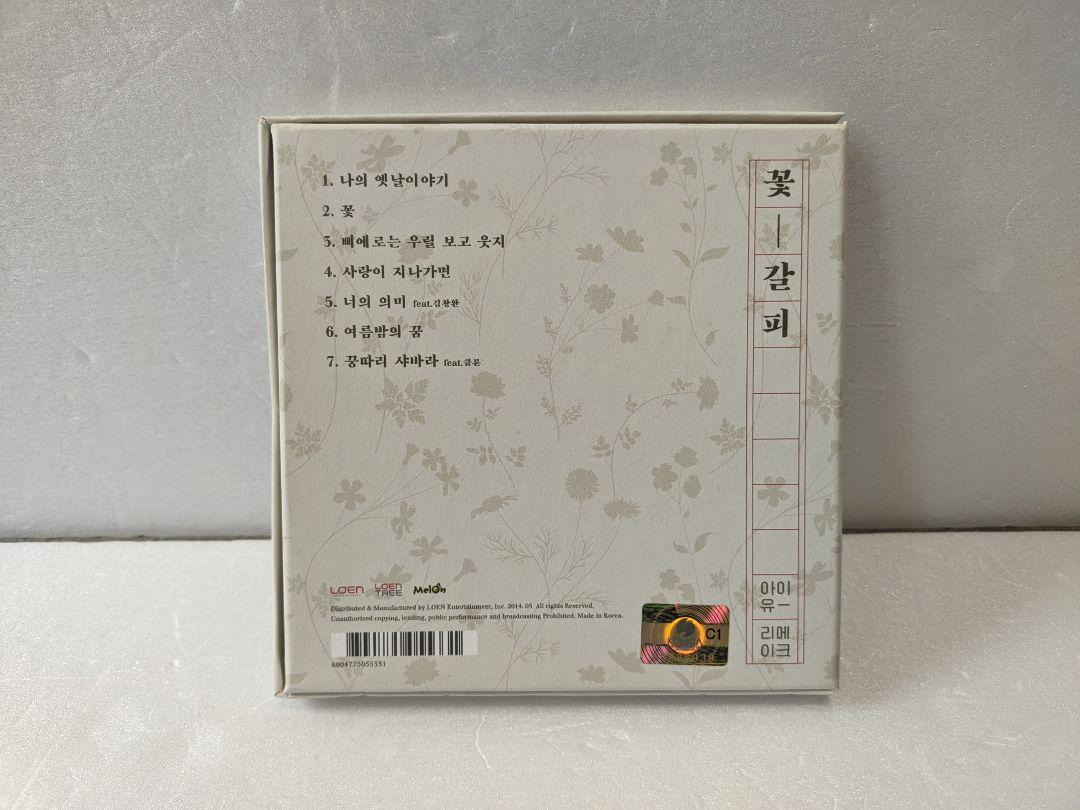 1. 나의 옛날이야기
2. 꽃
3. 삐에로는 우릴 보고 웃지
4. 사랑이 지나가면
5. 너의 의미 feat.김창완
6. 여름밤의 꿈
7. 꿍따리 샤바라 feat.클론
꽃
|
갈
피
아이
유ㅡ
리메
이크
LOEN
LOEN TREE
MelOn
Distributed & Manufactured by LOEN Entertainment, Inc. 2014. 05 All rights Reserved.
Unauthorized copying, lending, public performance and broadcasting Prohibited. Made in Korea.
8804775055551
C1